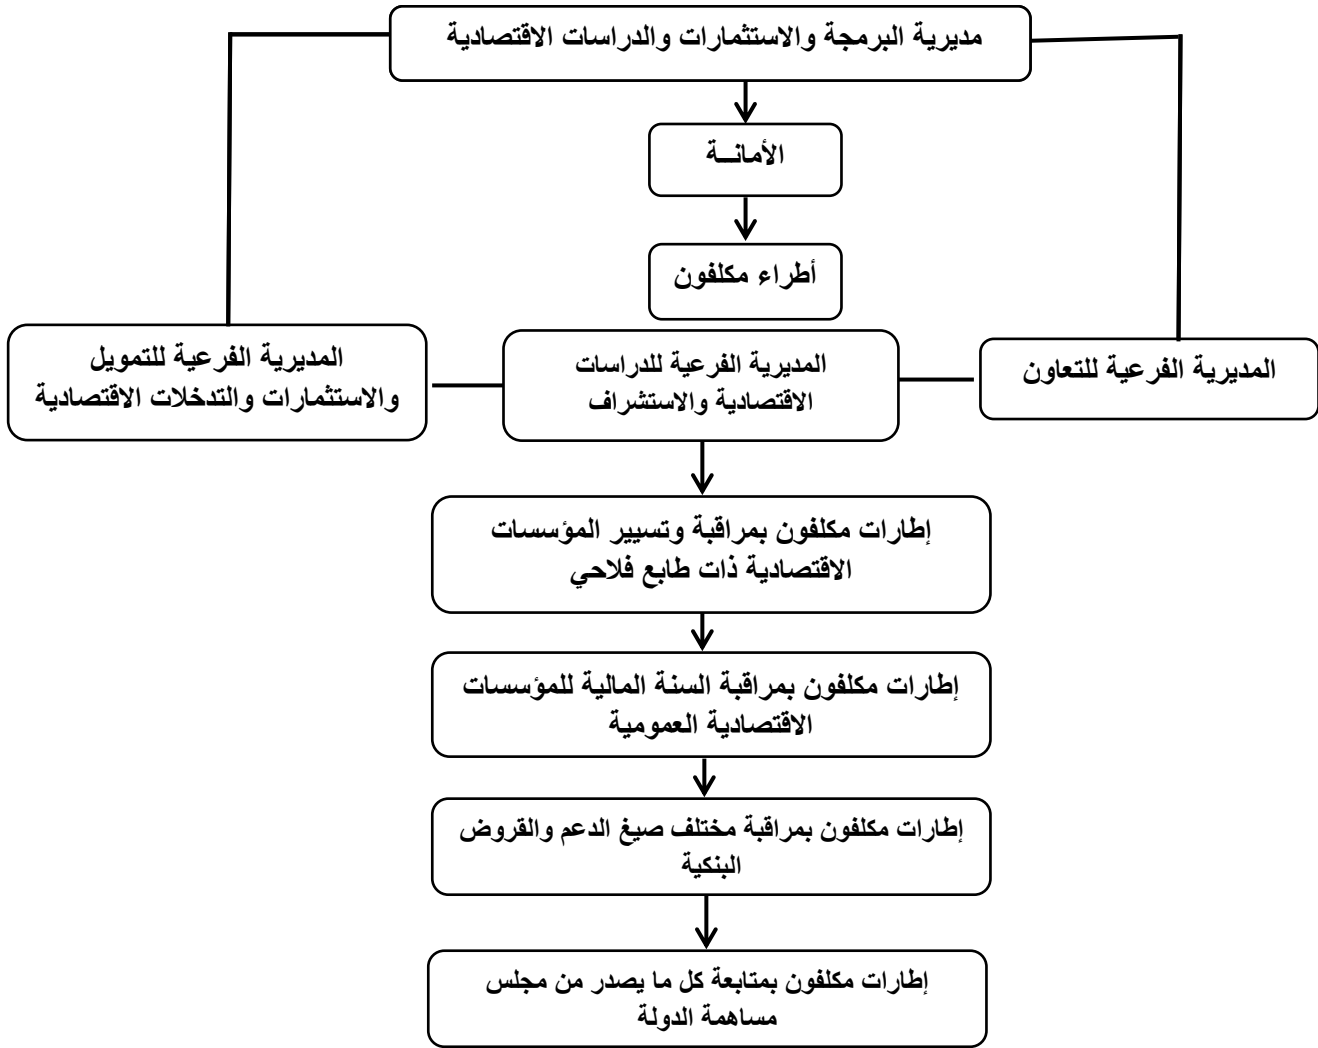 مديرية البرمجة والاستثمارات والدراسات الاقتصادية
الأمانــة
أطراء مكلفون
المديرية الفرعية للتعاون
المديرية الفرعية للدراسات
الاقتصادية والاستشراف
المديرية الفرعية للتمويل
والاستثمارات والتدخلات الاقتصادية
إطارات مكلفون بمراقبة وتسيير المؤسسات
الاقتصادية ذات طابع فلاحي
إطارات مكلفون بمراقبة السنة المالية للمؤسسات
الاقتصادية العمومية
إطارات مكلفون بمراقبة مختلف صيغ الدعم والقروض
البنكية
إطارات مكلفون بمتابعة كل ما يصدر من مجلس
مساهمة الدولة